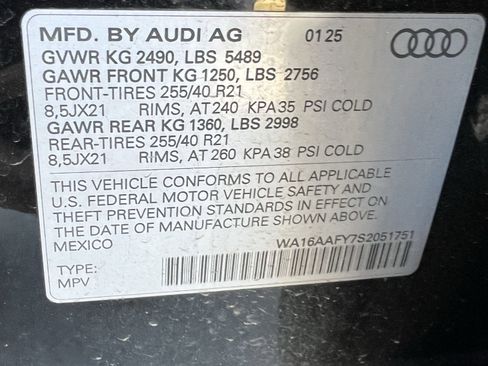 MFD. BY AUDI AG 01 25
GVWR KG 2490, LBS 5489
GAWR FRONT KG 1250, LBS 2756
FRONT-TIRES 255/40 R21
8,5JX21 RIMS, AT 240 KPA 35 PSI COLD
GAWR REAR KG 1360, LBS 2998
REAR-TIRES 255/40 R21
8,5JX21 RIMS, AT 260 KPA 38 PSI COLD
THIS VEHICLE CONFORMS TO ALL APPLICABLE
U.S. FEDERAL MOTOR VEHICLE SAFETY AND
THEFT PREVENTION STANDARDS IN EFFECT ON
THE DATE OF MANUFACTURE SHOWN ABOVE.
MEXICO
WA16AAFY7S2051751
TYPE:
MPV